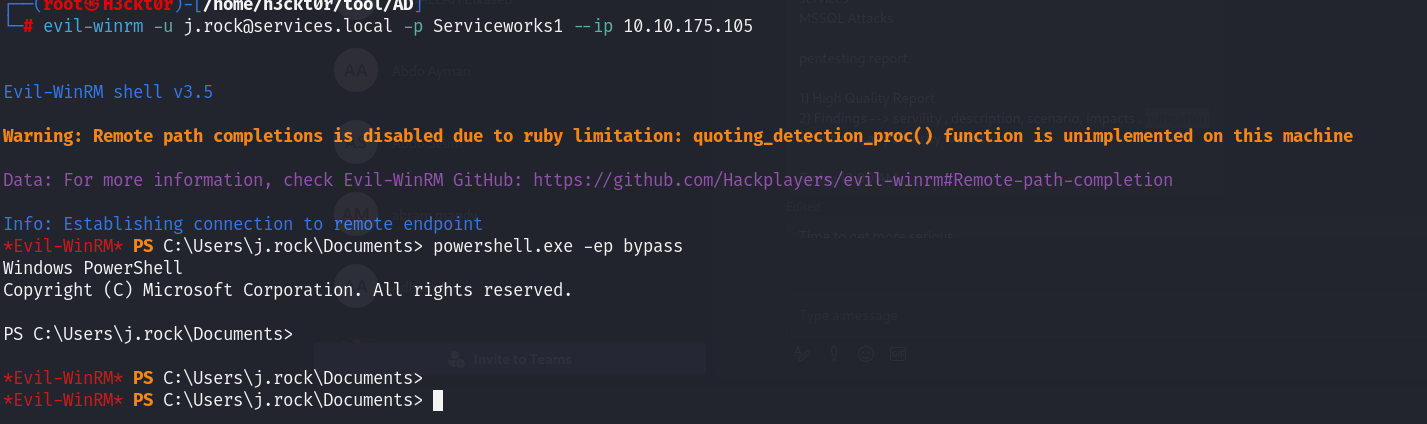 ┌──(root㉿H3ckt0r)-[/home/h3ckt0r/tool/AD]
└─# evil-winrm -u j.rock@services.local -p Serviceworks1 --ip 10.10.175.105
MSSQL Attacks
AA Abdo Ayman
pentesting report
Evil-WinRM shell v3.5
1) High Quality Report
2) Findings --> servility , description, scenario, impacts
Warning: Remote path completions is disabled due to ruby limitation: quoting_detection_proc() function is unimplemented on this machine
Data: For more information, check Evil-WinRM GitHub: https://github.com/Hackplayers/evil-winrm#Remote-path-completion
AM
Edited
Info: Establishing connection to remote endpoint
Time to get more serious
*Evil-WinRM* PS C:\Users\j.rock\Documents> powershell.exe -ep bypass
Windows PowerShell
Copyright (C) Microsoft Corporation. All rights reserved.
Type a message
PS C:\Users\j.rock\Documents>
Invite to Teams
*Evil-WinRM* PS C:\Users\j.rock\Documents>
*Evil-WinRM* PS C:\Users\j.rock\Documents>